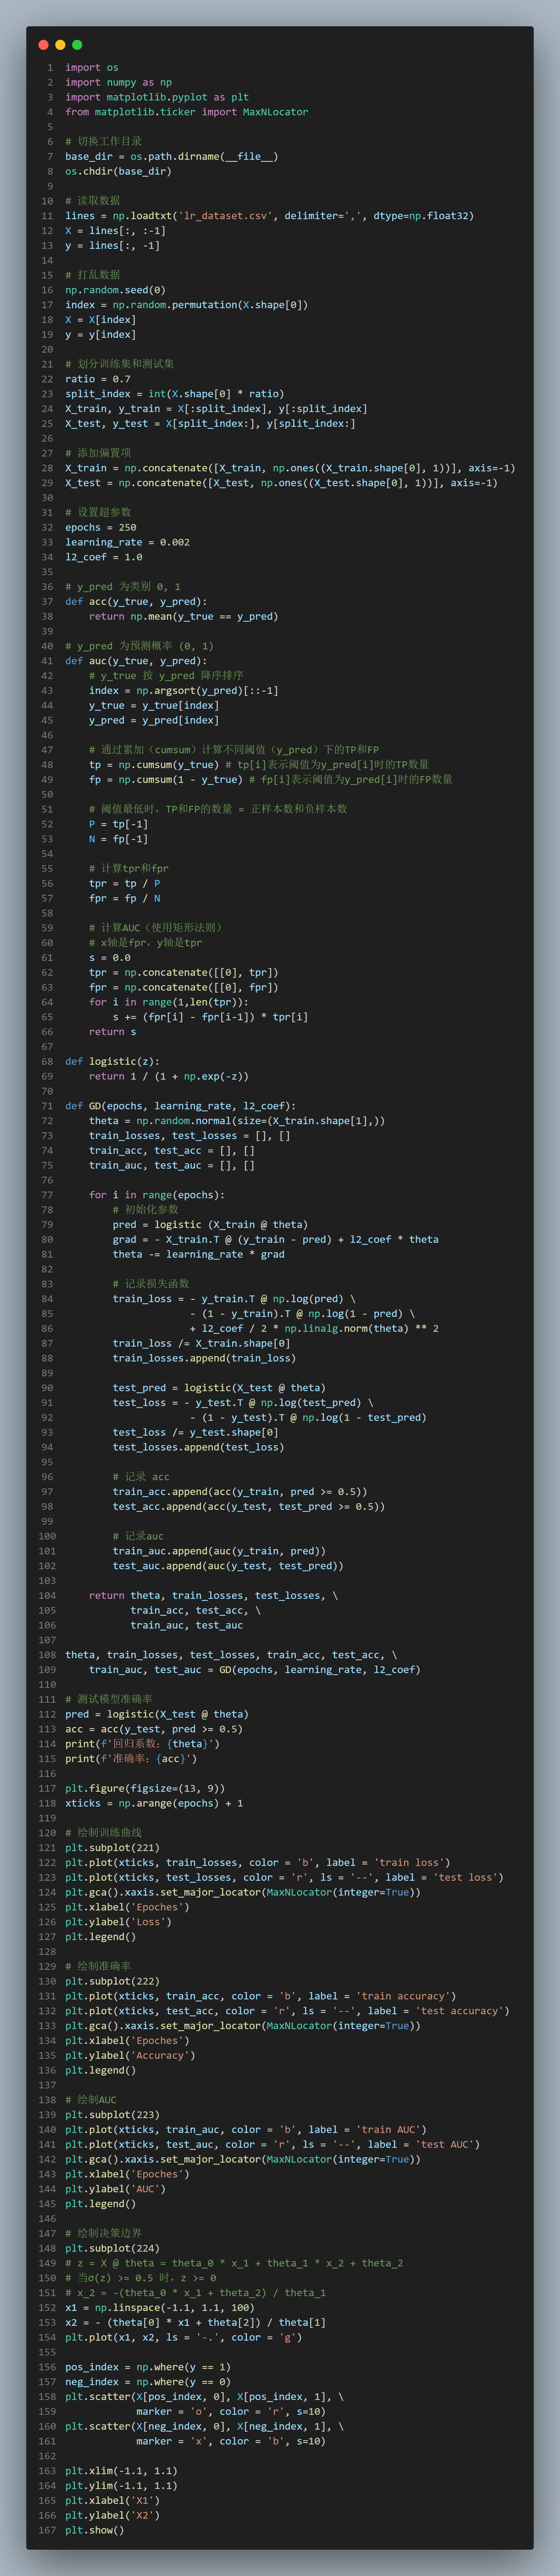 1 import os
2 import numpy as np
3 import matplotlib.pyplot as plt
4 from matplotlib.ticker import MaxNLocator
5
6 # 切换工作目录
7 base_dir = os.path.dirname(__file__)
8 os.chdir(base_dir)
9
10 # 读取数据
11 lines = np.loadtxt('lr_dataset.csv', delimiter=',', dtype=np.float32)
12 X = lines[:, :-1]
13 y = lines[:, -1]
14
15 # 打乱数据
16 np.random.seed(0)
17 index = np.random.permutation(X.shape[0])
18 X = X[index]
19 y = y[index]
20
21 # 划分训练集和测试集
22 ratio = 0.7
23 split_index = int(X.shape[0] * ratio)
24 X_train, y_train = X[:split_index], y[:split_index]
25 X_test, y_test = X[split_index:], y[split_index:]
26
27 # 添加偏置项
28 X_train = np.concatenate([X_train, np.ones((X_train.shape[0], 1))], axis=-1)
29 X_test = np.concatenate([X_test, np.ones((X_test.shape[0], 1))], axis=-1)
30
31 # 设置超参数
32 epochs = 250
33 learning_rate = 0.002
34 l2_coef = 1.0
35
36 # y_pred 为类别 0, 1
37 def acc(y_true, y_pred):
38     return np.mean(y_true == y_pred)
39
40 # y_pred 为预测概率 (0, 1)
41 def auc(y_true, y_pred):
42     # y_true 按 y_pred 降序排序
43     index = np.argsort(y_pred)[::-1]
44     y_true = y_true[index]
45     y_pred = y_pred[index]
46
47     # 通过累加（cumsum）计算不同阈值（y_pred）下的TP和FP
48     tp = np.cumsum(y_true) # tp[i]表示阈值为y_pred[i]时的TP数量
49     fp = np.cumsum(1 - y_true) # fp[i]表示阈值为y_pred[i]时的FP数量
50
51     # 阈值最低时，TP和FP的数量 = 正样本数和负样本数
52     P = tp[-1]
53     N = fp[-1]
54
55     # 计算tpr和fpr
56     tpr = tp / P
57     fpr = fp / N
58
59     # 计算AUC（使用矩形法则）
60     # x轴是fpr，y轴是tpr
61     s = 0.0
62     tpr = np.concatenate([[0], tpr])
63     fpr = np.concatenate([[0], fpr])
64     for i in range(1,len(tpr)):
65         s += (fpr[i] - fpr[i-1]) * tpr[i]
66     return s
67
68 def logistic(z):
69     return 1 / (1 + np.exp(-z))
70
71 def GD(epochs, learning_rate, l2_coef):
72     theta = np.random.normal(size=(X_train.shape[1],))
73     train_losses, test_losses = [], []
74     train_acc, test_acc = [], []
75     train_auc, test_auc = [], []
76
77     for i in range(epochs):
78         # 初始化参数
79         pred = logistic (X_train @ theta)
80         grad = - X_train.T @ (y_train - pred) + l2_coef * theta
81         theta -= learning_rate * grad
82
83         # 记录损失函数
84         train_loss = - y_train.T @ np.log(pred) \
85                      - (1 - y_train).T @ np.log(1 - pred) \
86                      + l2_coef / 2 * np.linalg.norm(theta) ** 2
87         train_loss /= X_train.shape[0]
88         train_losses.append(train_loss)
89
90         test_pred = logistic(X_test @ theta)
91         test_loss = - y_test.T @ np.log(test_pred) \
92                      - (1 - y_test).T @ np.log(1 - test_pred)
93         test_loss /= y_test.shape[0]
94         test_losses.append(test_loss)
95
96         # 记录 acc
97         train_acc.append(acc(y_train, pred >= 0.5))
98         test_acc.append(acc(y_test, test_pred >= 0.5))
99
100         # 记录auc
101         train_auc.append(auc(y_train, pred))
102         test_auc.append(auc(y_test, test_pred))
103
104     return theta, train_losses, test_losses, \
105            train_acc, test_acc, \
106            train_auc, test_auc
107
108 theta, train_losses, test_losses, train_acc, test_acc, \
109     train_auc, test_auc = GD(epochs, learning_rate, l2_coef)
110
111 # 测试模型准确率
112 pred = logistic(X_test @ theta)
113 acc = acc(y_test, pred >= 0.5)
114 print(f'回归系数：{theta}')
115 print(f'准确率：{acc}')
116
117 plt.figure(figsize=(13, 9))
118 xticks = np.arange(epochs) + 1
119
120 # 绘制训练曲线
121 plt.subplot(221)
122 plt.plot(xticks, train_losses, color = 'b', label = 'train loss')
123 plt.plot(xticks, test_losses, color = 'r', ls = '--', label = 'test loss')
124 plt.gca().xaxis.set_major_locator(MaxNLocator(integer=True))
125 plt.xlabel('Epoches')
126 plt.ylabel('Loss')
127 plt.legend()
128
129 # 绘制准确率
130 plt.subplot(222)
131 plt.plot(xticks, train_acc, color = 'b', label = 'train accuracy')
132 plt.plot(xticks, test_acc, color = 'r', ls = '--', label = 'test accuracy')
133 plt.gca().xaxis.set_major_locator(MaxNLocator(integer=True))
134 plt.xlabel('Epoches')
135 plt.ylabel('Accuracy')
136 plt.legend()
137
138 # 绘制AUC
139 plt.subplot(223)
140 plt.plot(xticks, train_auc, color = 'b', label = 'train AUC')
141 plt.plot(xticks, test_auc, color = 'r', ls = '--', label = 'test AUC')
142 plt.gca().xaxis.set_major_locator(MaxNLocator(integer=True))
143 plt.xlabel('Epoches')
144 plt.ylabel('AUC')
145 plt.legend()
146
147 # 绘制决策边界
148 plt.subplot(224)
149 # z = X @ theta = theta_0 * x_1 + theta_1 * x_2 + theta_2
150 # 当σ(z) >= 0.5 时，z >= 0
151 # x_2 = -(theta_0 * x_1 + theta_2) / theta_1
152 x1 = np.linspace(-1.1, 1.1, 100)
153 x2 = - (theta[0] * x1 + theta[2]) / theta[1]
154 plt.plot(x1, x2, ls = '-.', color = 'g')
155
156 pos_index = np.where(y == 1)
157 neg_index = np.where(y == 0)
158 plt.scatter(X[pos_index, 0], X[pos_index, 1], \
159             marker = 'o', color = 'r', s=10)
160 plt.scatter(X[neg_index, 0], X[neg_index, 1], \
161             marker = 'x', color = 'b', s=10)
162
163 plt.xlim(-1.1, 1.1)
164 plt.ylim(-1.1, 1.1)
165 plt.xlabel('X1')
166 plt.ylabel('X2')
167 plt.show()